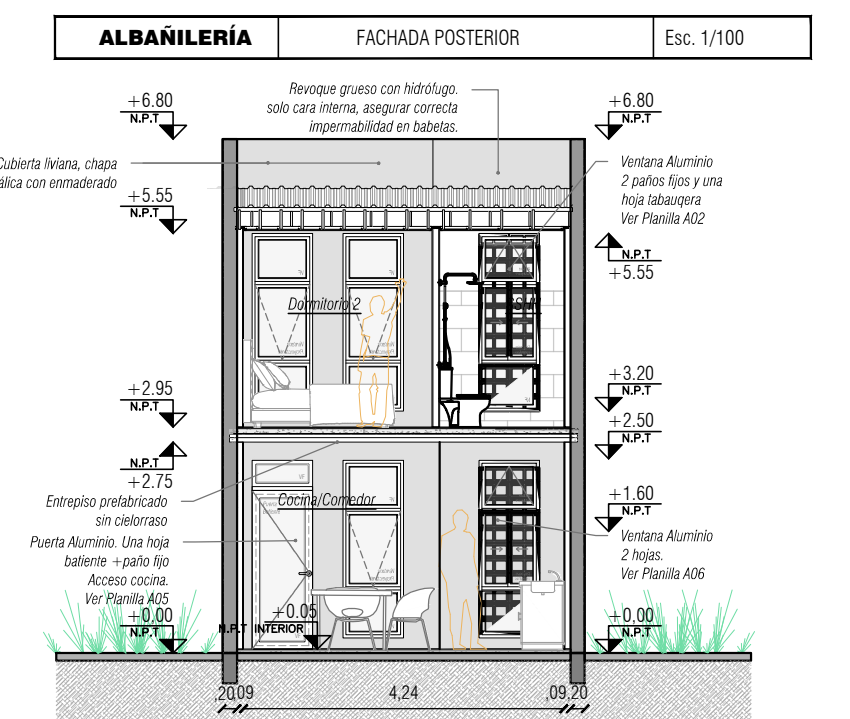 ALBAÑILERÍA
FACHADA POSTERIOR
Esc. 1/100
Revoque grueso con hidrófugo.
solo cara interna, asegurar correcta
impermabilidad en babetas.
+6.80
N.P.T
+6.80
N.P.T
Cubierta liviana, chapa
álica con enmaderado
Ventana Aluminio
2 paños fijos y una
hoja tabauqera
Ver Planilla A02
+5.55
N.P.T
N.P.T
+5.55
Dormitorio 2
+2.95
N.P.T
+3.20
N.P.T
+2.50
N.P.T
N.P.T
+2.75
Entrepiso prefabricado
sin cielorraso
Cocina/Comedor
+1.60
N.P.T
Puerta Aluminio. Una hoja
batiente +paño fijo
Acceso cocina.
Ver Planilla A05
Ventana Aluminio
2 hojas.
Ver Planilla A06
+0,00
N.P.T
+0.05
N.P.T INTERIOR
+0,00
N.P.T
,20
,09
4,24
,09
,20